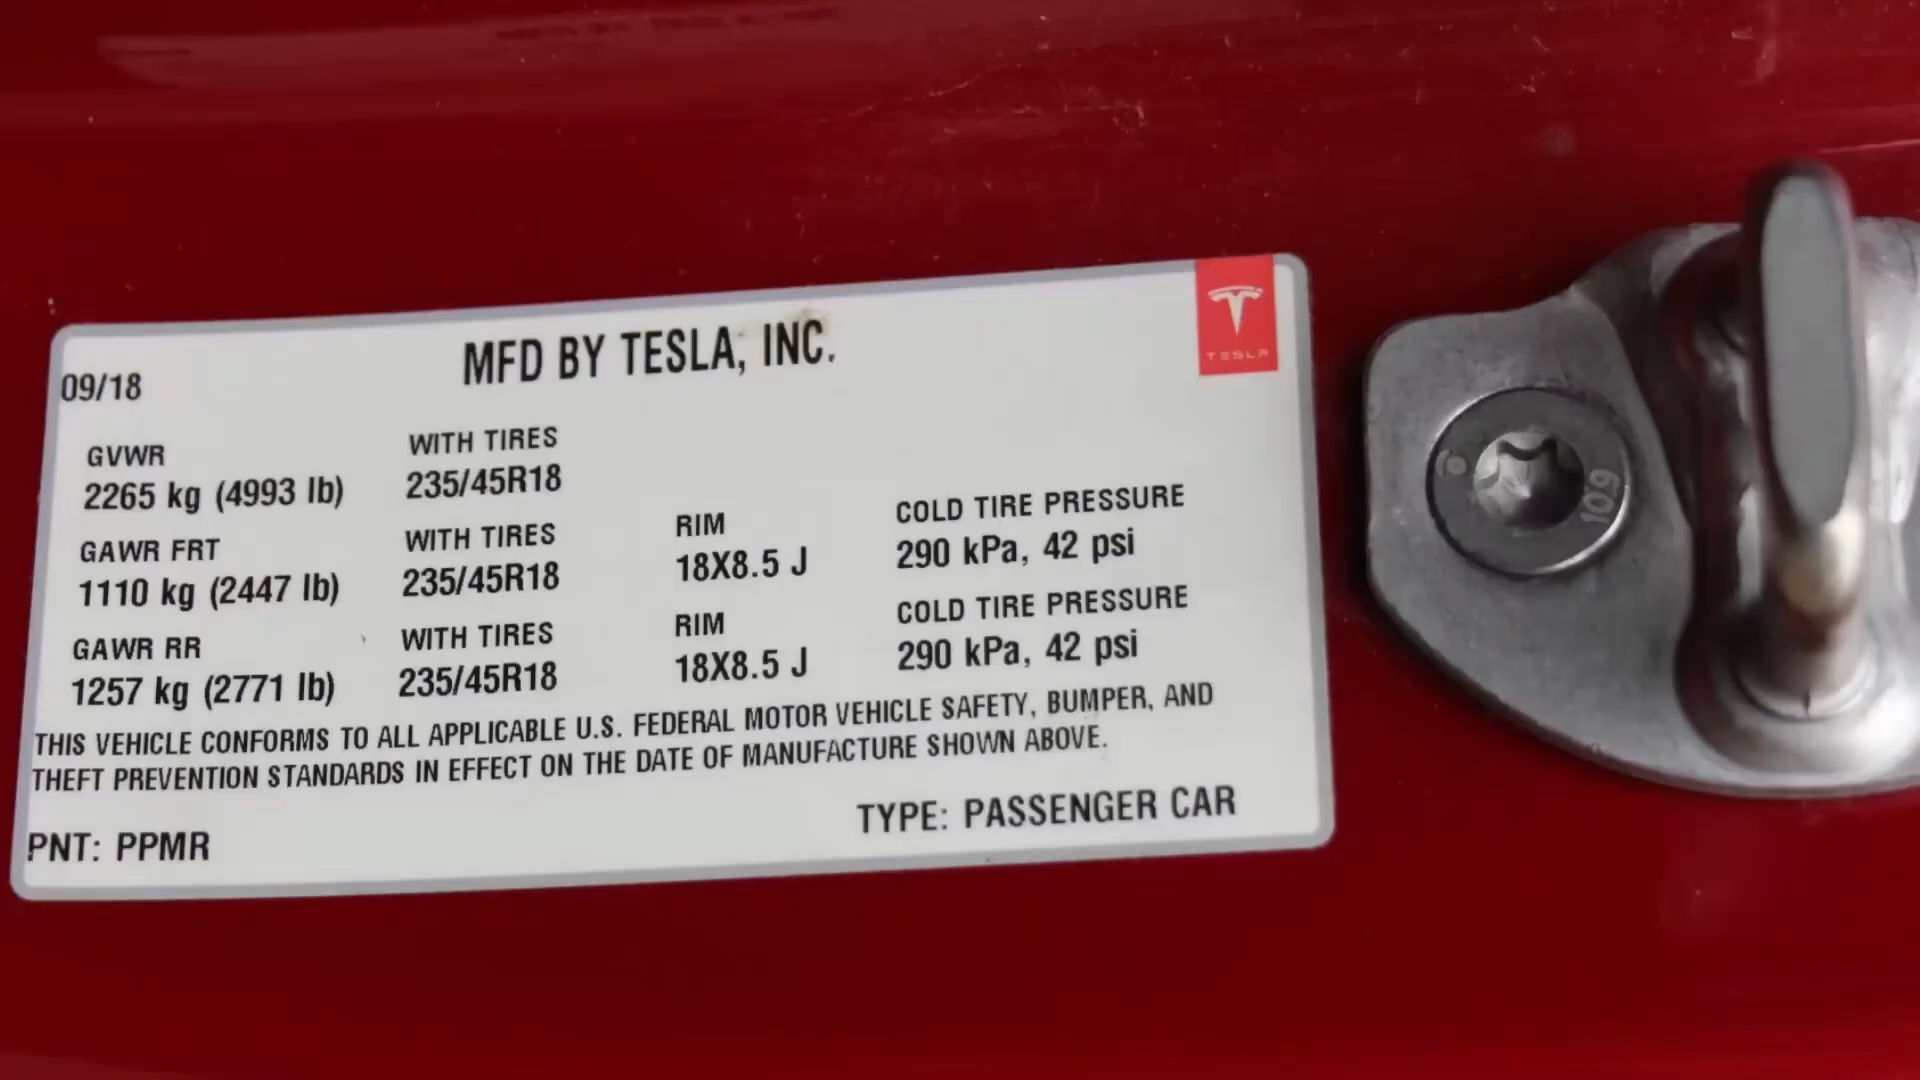 MFD BY TESLA, INC.
TESLA
09/18
GVWR WITH TIRES
2265 kg (4993 lb) 235/45R18
GAWR FRT WITH TIRES RIM COLD TIRE PRESSURE
1110 kg (2447 lb) 235/45R18 18X8.5 J 290 kPa, 42 psi
GAWR RR WITH TIRES RIM COLD TIRE PRESSURE
1257 kg (2771 lb) 235/45R18 18X8.5 J 290 kPa, 42 psi
THIS VEHICLE CONFORMS TO ALL APPLICABLE U.S. FEDERAL MOTOR VEHICLE SAFETY, BUMPER, AND
THEFT PREVENTION STANDARDS IN EFFECT ON THE DATE OF MANUFACTURE SHOWN ABOVE.
TYPE: PASSENGER CAR
PNT: PPMR